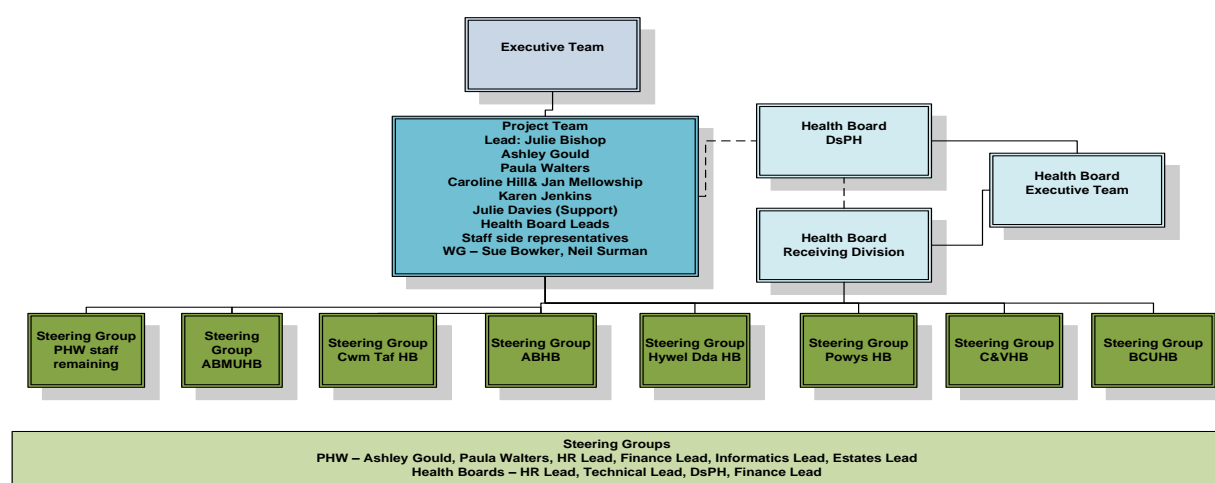 Executive Team
Project Team
Lead: Julie Bishop
Ashley Gould
Paula Walters
Caroline Hill& Jan Mellowship
Karen Jenkins
Julie Davies (Support)
Health Board Leads
Staff side representatives
WG – Sue Bowker, Neil Surman
Health Board
DsPH
Health Board
Executive Team
Health Board
Receiving Division
Steering Group
PHW staff
remaining
Steering
Group
ABMUHB
Steering Group
Cwm Taf HB
Steering Group
ABHB
Steering Group
Hywel Dda HB
Steering Group
Powys HB
Steering Group
C&VHB
Steering Group
BCUHB
Steering Groups
PHW – Ashley Gould, Paula Walters, HR Lead, Finance Lead, Informatics Lead, Estates Lead
Health Boards – HR Lead, Technical Lead, DsPH, Finance Lead